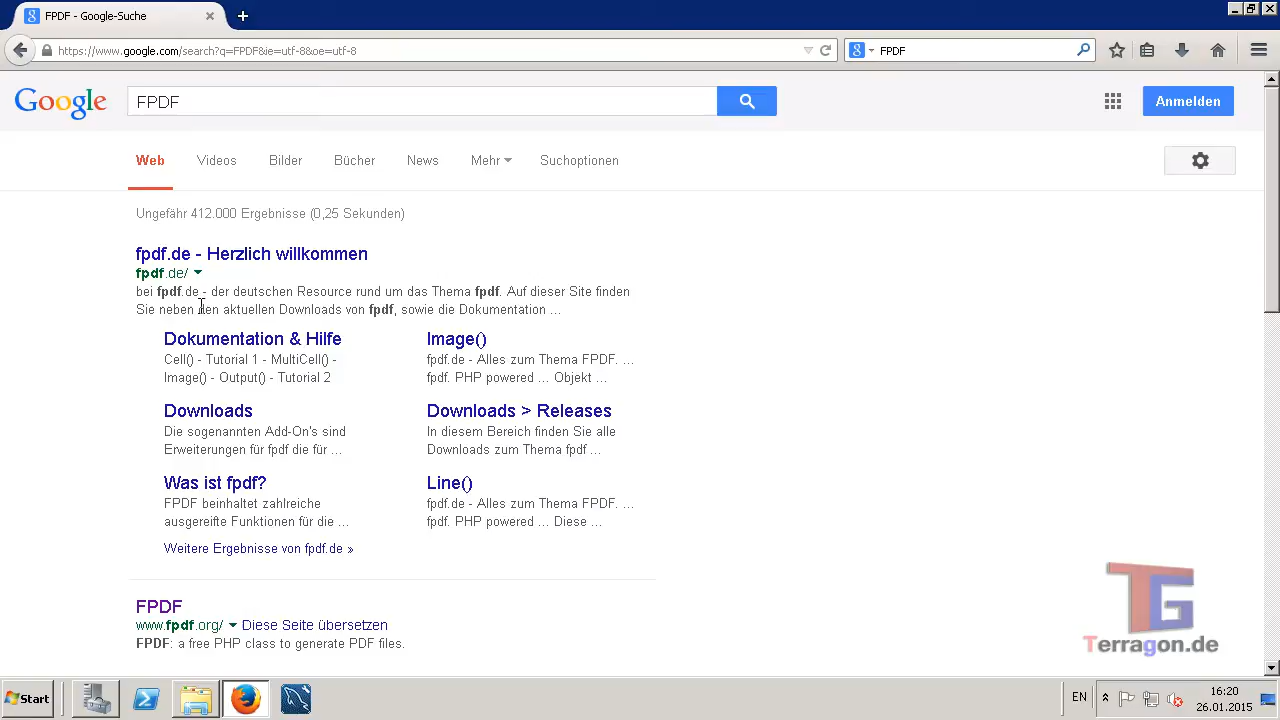 FPDF - Google-Suche
https://www.google.com/search?q=FPDF&ie=utf-8&oe=utf-8
FPDF
Google
FPDF
Anmelden
Web Videos Bilder Bücher News Mehr Suchoptionen
Ungefähr 412.000 Ergebnisse (0,25 Sekunden)
fpdf.de - Herzlich willkommen
fpdf.de/
bei fpdf.de - der deutschen Resource rund um das Thema fpdf. Auf dieser Site finden
Sie neben den aktuellen Downloads von fpdf, sowie die Dokumentation ...
Dokumentation & Hilfe
Cell() - Tutorial 1 - MultiCell() -
Image() - Output() - Tutorial 2
Image()
fpdf.de - Alles zum Thema FPDF. ...
fpdf. PHP powered ... Objekt ...
Downloads
Die sogenannten Add-On's sind
Erweiterungen für fpdf die für ...
Downloads > Releases
In diesem Bereich finden Sie alle
Downloads zum Thema fpdf ...
Was ist fpdf?
FPDF beinhaltet zahlreiche
ausgereifte Funktionen für die ...
Line()
fpdf.de - Alles zum Thema FPDF. ...
fpdf. PHP powered ... Diese ...
Weitere Ergebnisse von fpdf.de »
FPDF
www.fpdf.org/ Diese Seite übersetzen
FPDF: a free PHP class to generate PDF files.
TG
Terragon.de
Start
EN
16:20
26.01.2015